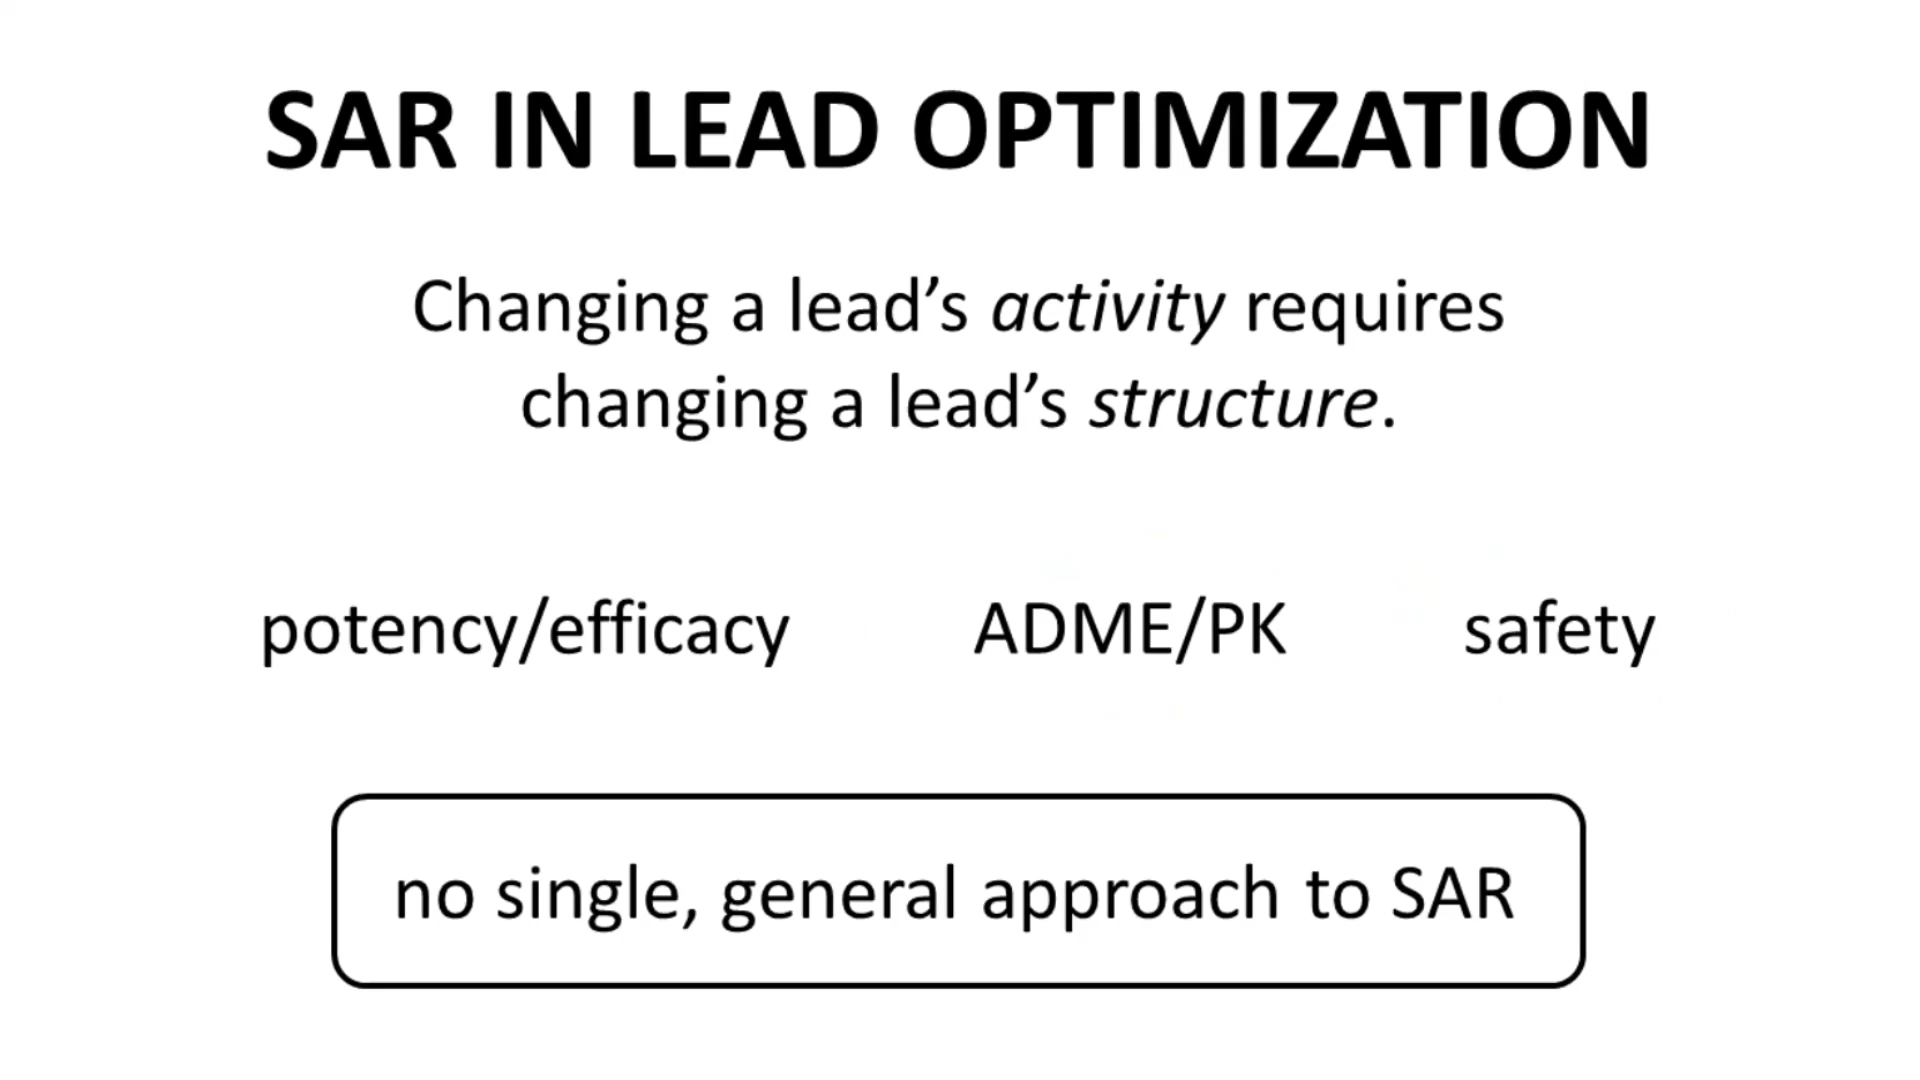 SAR IN LEAD OPTIMIZATION
Changing a lead’s activity requires
changing a lead’s structure.
potency/efficacy ADME/PK safety
no single, general approach to SAR